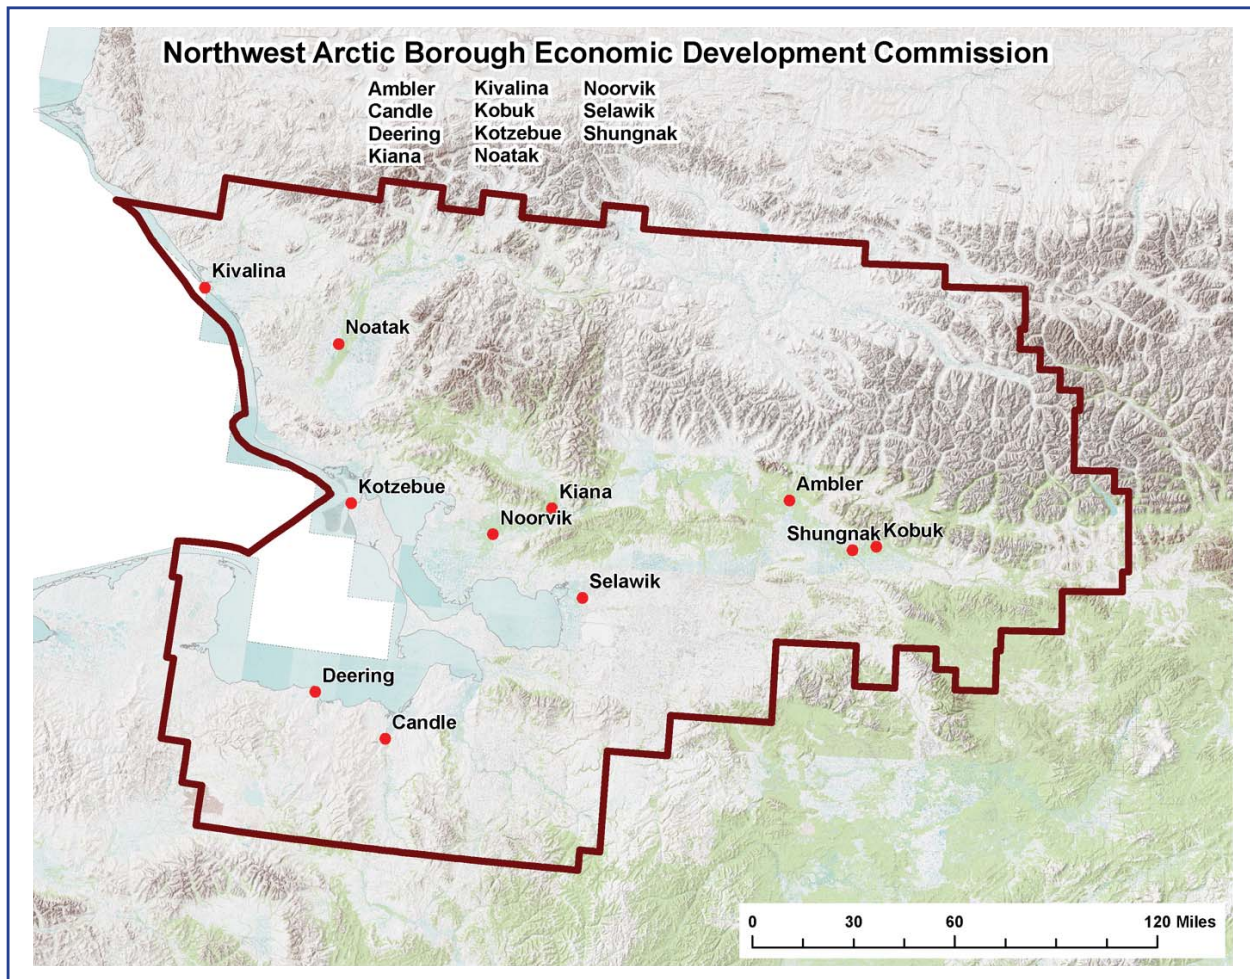 Northwest Arctic Borough Economic Development Commission
Ambler
Candle
Deering
Kiana
Kivalina
Kobuk
Kotzebue
Noatak
Noorvik
Selawik
Shungnak
Kivalina
Noatak
Kotzebue
Kiana
Noorvik
Ambler
Shungnak
Kobuk
Selawik
Deering
Candle
0 30 60 120 Miles